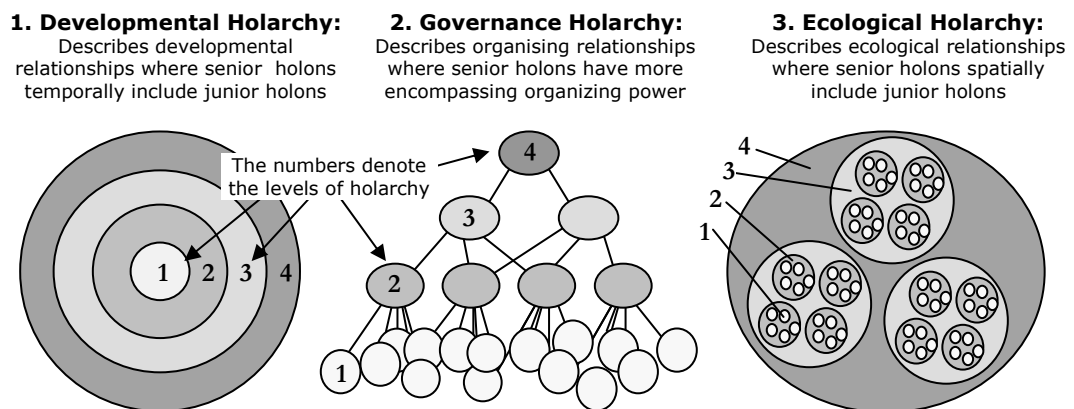 1. Developmental Holarchy:
Describes developmental
relationships where senior holons
temporally include junior holons
2. Governance Holarchy:
Describes organising relationships
where senior holons have more
encompassing organizing power
3. Ecological Holarchy:
Describes ecological relationships
where senior holons spatially
include junior holons
The numbers denote
the levels of holarchy
1 2 3 4
4
3
2
1
4
3
2
1